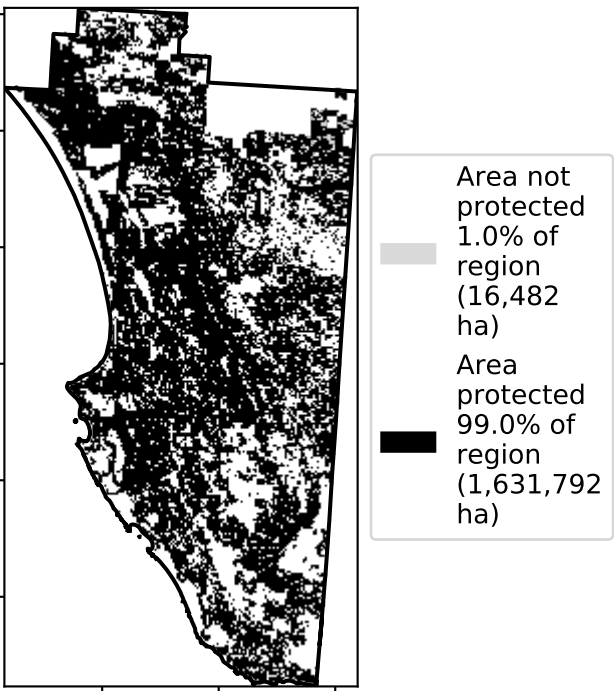 Area not
protected
1.0% of
region
(16,482
ha)
Area
protected
99.0% of
region
(1,631,792
ha)